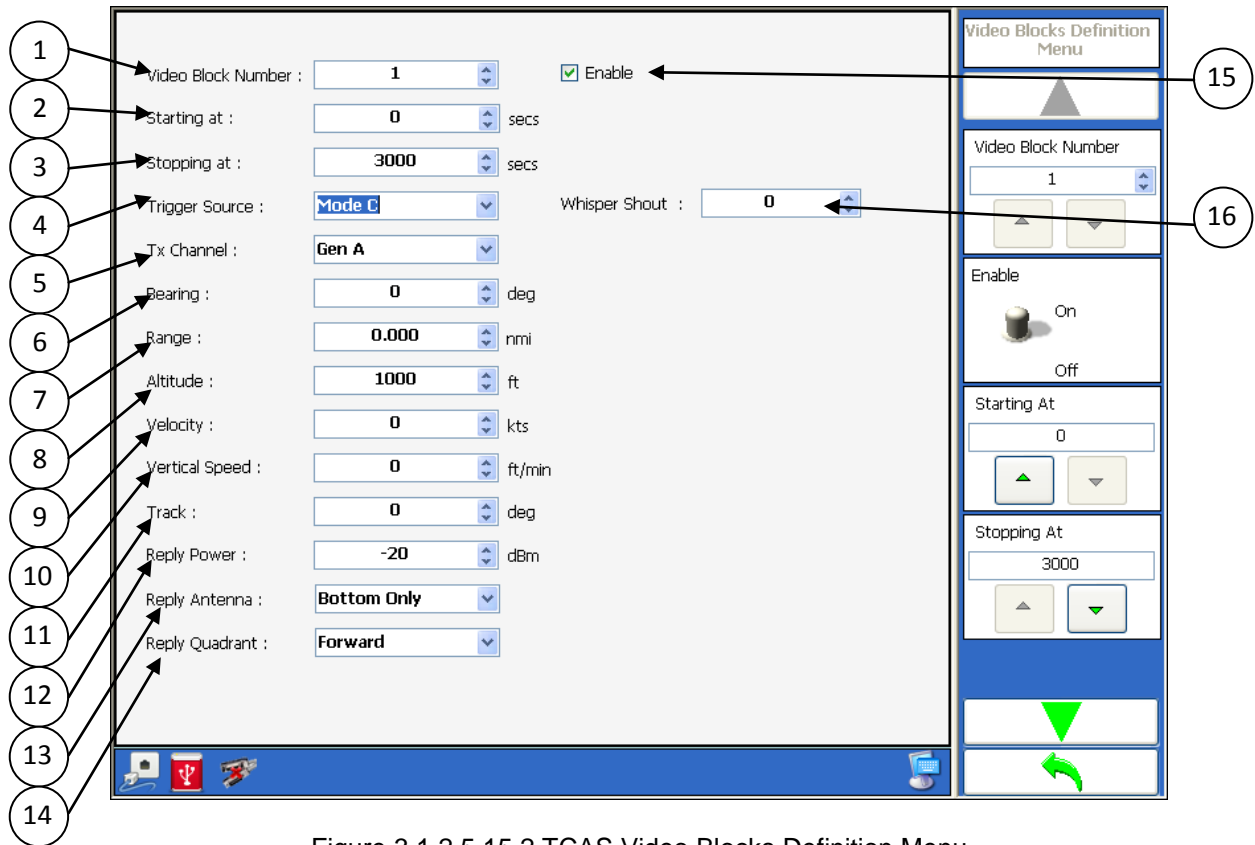 1
2
3
4
5
6
7
8
9
10
11
12
13
14
15
16
Video Block Number : 1
Enable
Starting at : 0 secs
Stopping at : 3000 secs
Trigger Source : Mode C
Whisper Shout : 0
Tx Channel : Gen A
Bearing : 0 deg
Range : 0.000 nmi
Altitude : 1000 ft
Velocity : 0 kts
Vertical Speed : 0 ft/min
Track : 0 deg
Reply Power : -20 dBm
Reply Antenna : Bottom Only
Reply Quadrant : Forward
Video Blocks Definition
Menu
Video Block Number
1
Enable
On
Off
Starting At
0
Stopping At
3000
Figure 3.1.2.5.15.2 TCAS Video Blocks Definition Menu